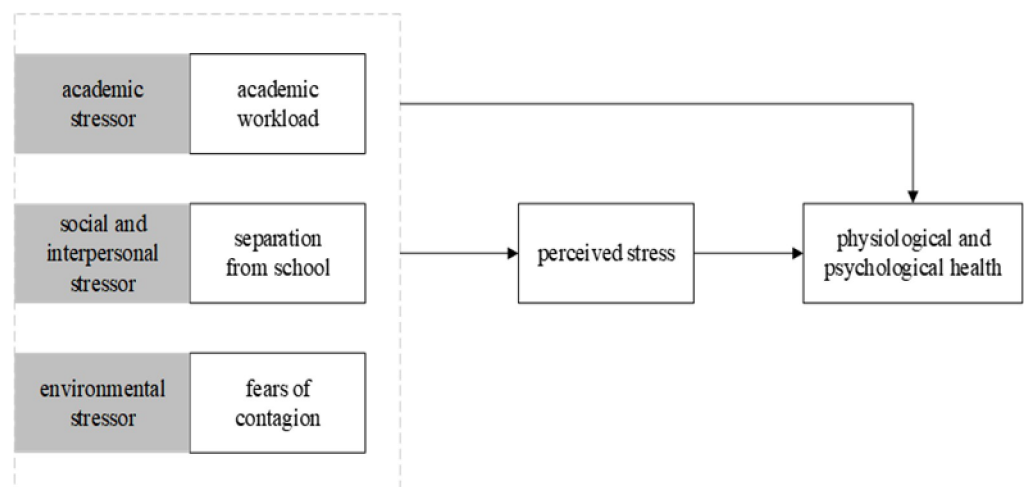 academic
stressor
academic
workload
social and
interpersonal
stressor
separation
from school
perceived stress
physiological and
psychological health
environmental
stressor
fears of
contagion